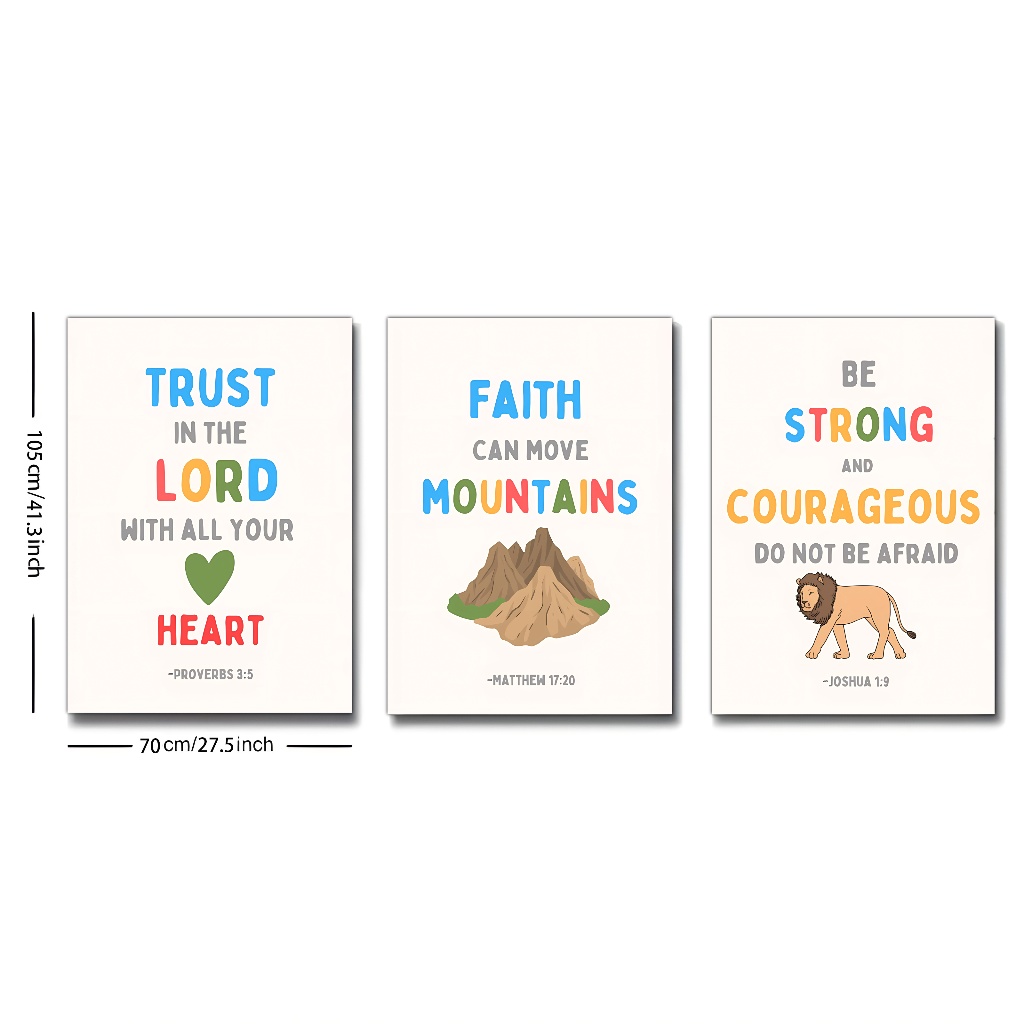 105cm/41.3inch
TRUST
IN THE
LORD
WITH ALL YOUR
HEART
-PROVERBS 3:5
70cm/27.5inch
FAITH
CAN MOVE
MOUNTAINS
-MATTHEW 17:20
BE
STRONG
AND
COURAGEOUS
DO NOT BE AFRAID
-JOSHUA 1:9